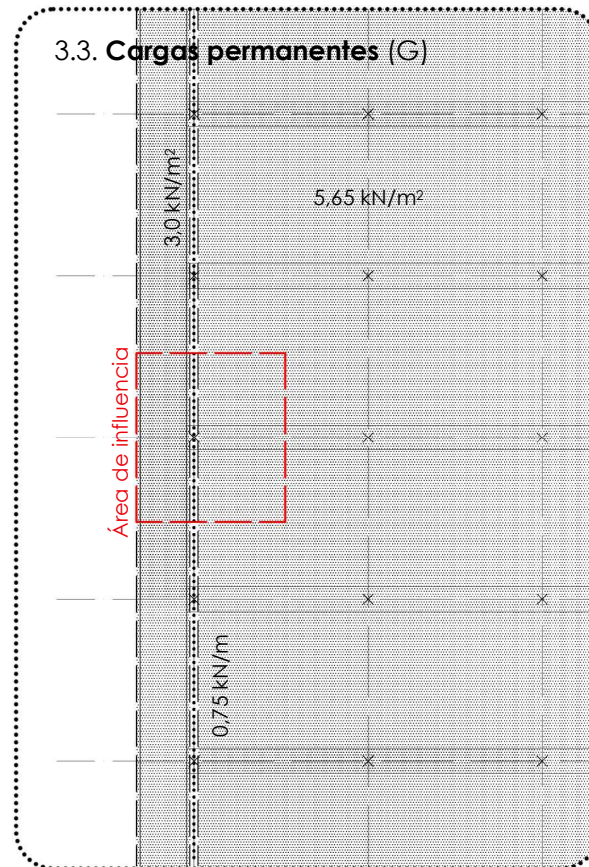 3.3. Cargas permanentes (G)
3,0 kN/m²
5,65 kN/m²
Área de influencia
0,75 kN/m